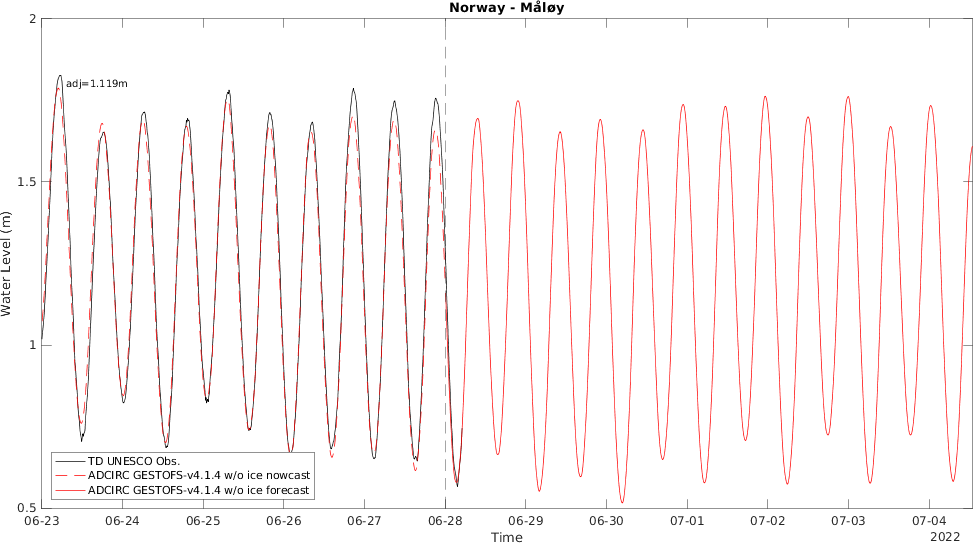 Norway - Måløy
2
adj=1.119m
1.5
Water Level (m)
1
TD UNESCO Obs.
ADCIRC GESTOFS-v4.1.4 w/o ice nowcast
ADCIRC GESTOFS-v4.1.4 w/o ice forecast
0.5
06-23 06-24 06-25 06-26 06-27 06-28 06-29 06-30 07-01 07-02 07-03 07-04
Time
2022